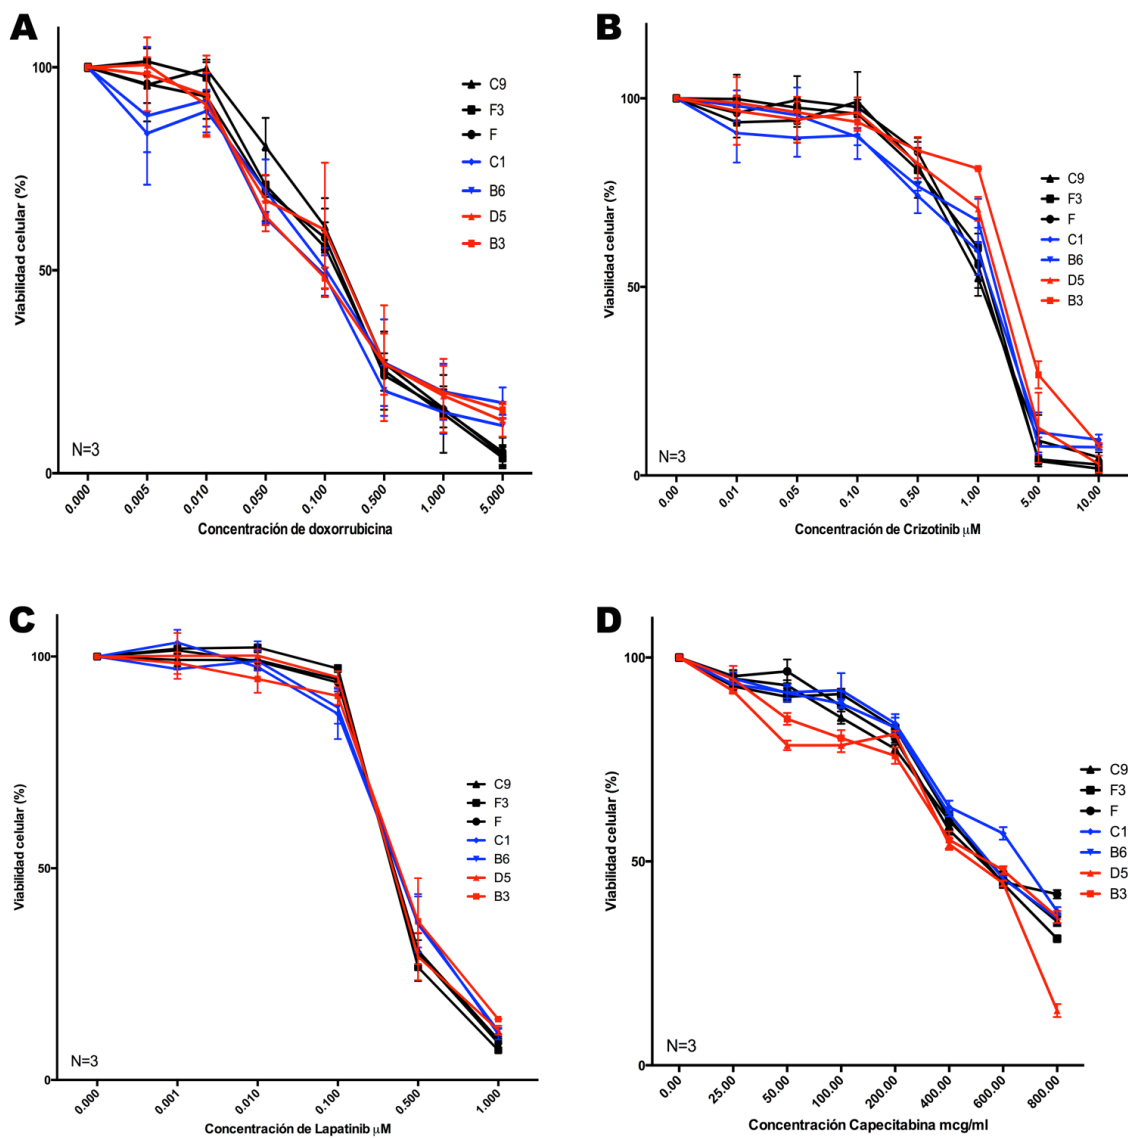 A
Viabilidad celular (%)
100
50
0
C9
F3
F
C1
B6
D5
B3
N=3
0.000 0.005 0.010 0.050 0.100 0.500 1.000 5.000
Concentración de doxorrubicina
B
Viabilidad celular (%)
100
50
0
C9
F3
F
C1
B6
D5
B3
N=3
0.00 0.01 0.05 0.10 0.50 1.00 5.00 10.00
Concentración de Crizotinib µM
C
Viabilidad celular (%)
100
50
0
C9
F3
F
C1
B6
D5
B3
N=3
0.000 0.001 0.010 0.100 0.500 1.000
Concentración de Lapatinib µM
D
Viabilidad celular (%)
100
50
0
C9
F3
F
C1
B6
D5
B3
N=3
0.00 25.00 50.00 100.00 200.00 400.00 600.00 800.00
Concentración Capecitabina mcg/ml